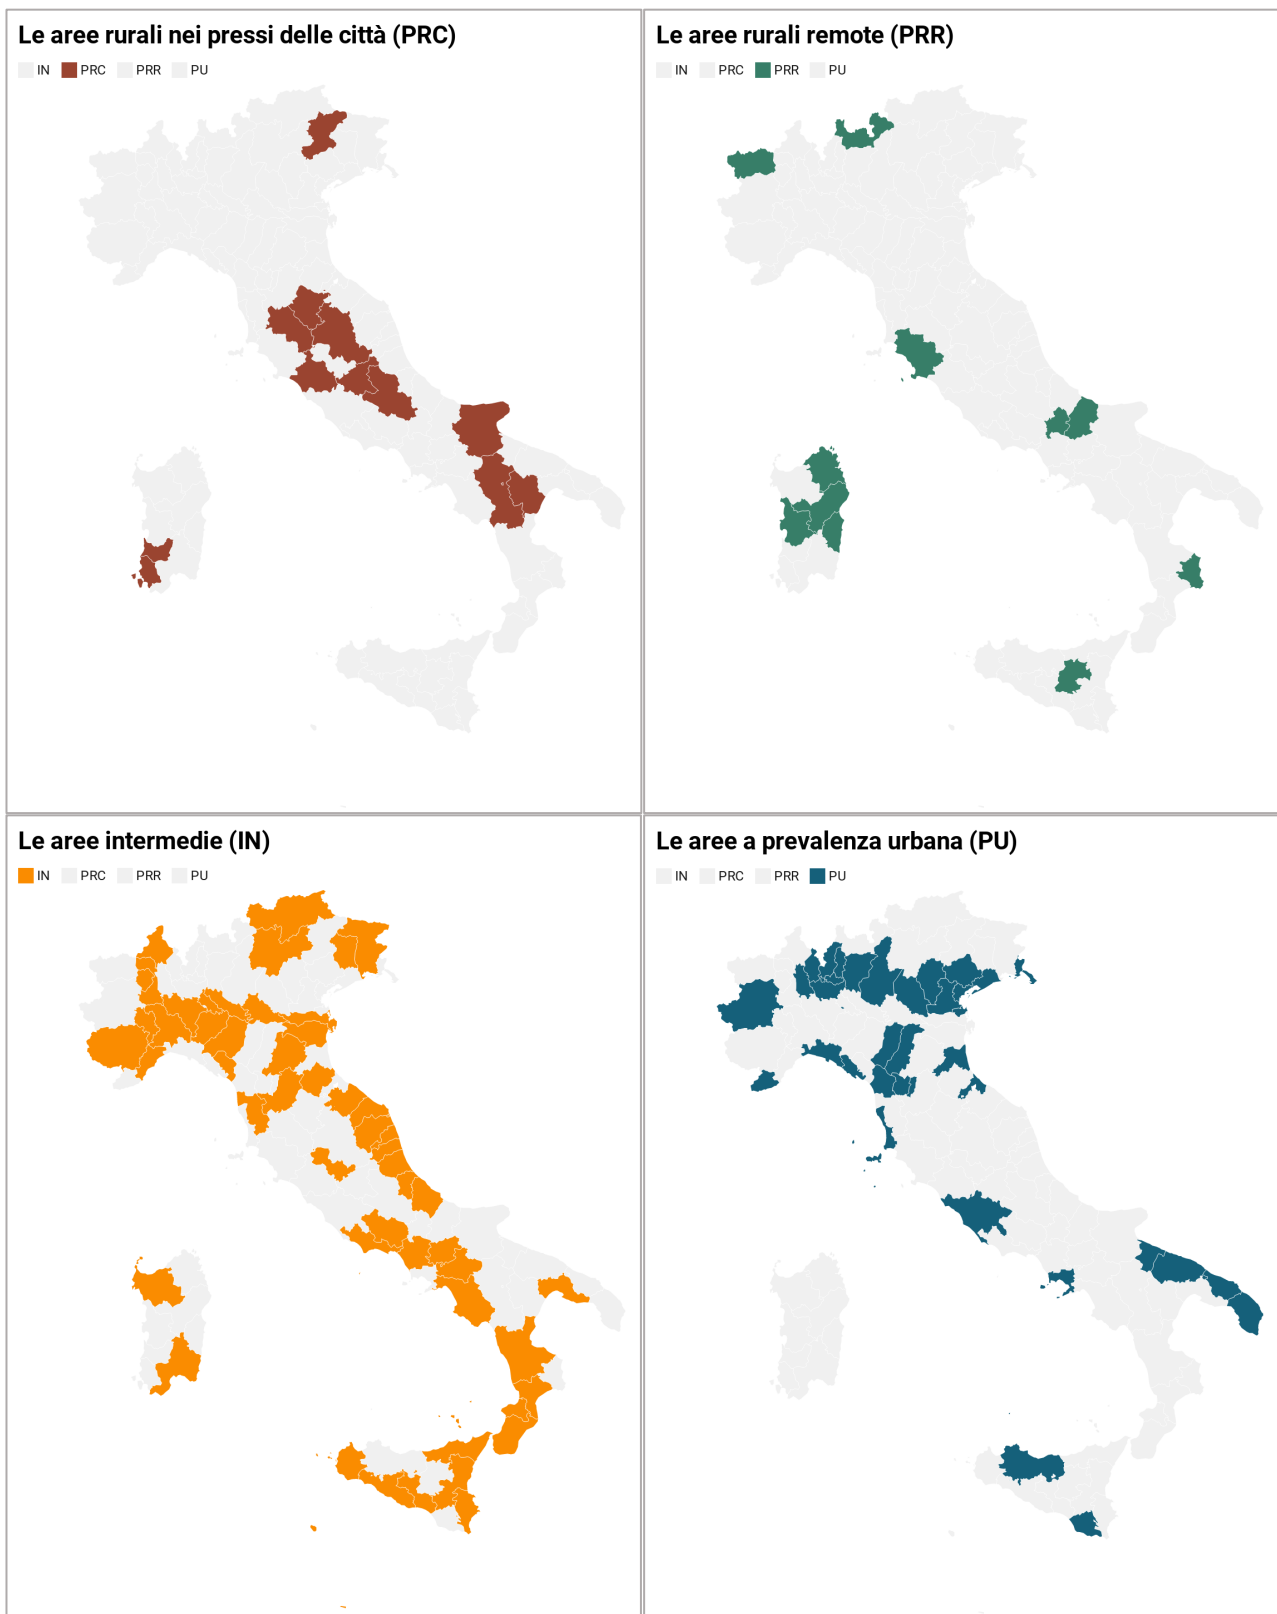 Le aree rurali nei pressi delle città (PRC)
IN PRC PRR PU
Le aree rurali remote (PRR)
IN PRC PRR PU
Le aree intermedie (IN)
IN PRC PRR PU
Le aree a prevalenza urbana (PU)
IN PRC PRR PU